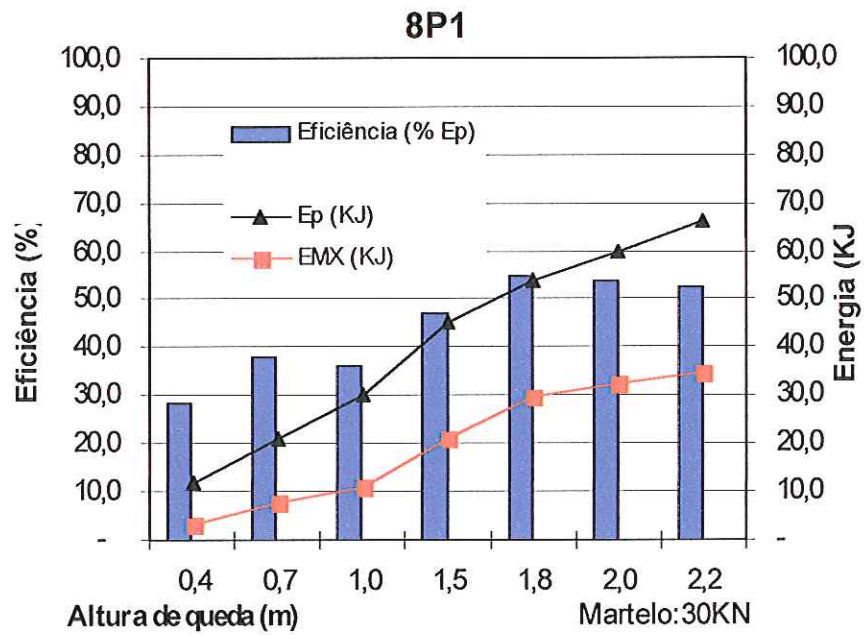 8P1
100,0
90,0
80,0
70,0
60,0
50,0
40,0
30,0
20,0
10,0
-
Eficiência (%)
Eficiência (% Ep)
Ep (KJ)
EMX (KJ)
100,0
90,0
80,0
70,0
60,0
50,0
40,0
30,0
20,0
10,0
-
Energia (KJ
0,4 0,7 1,0 1,5 1,8 2,0 2,2
Altura de queda (m) Martelo: 30KN